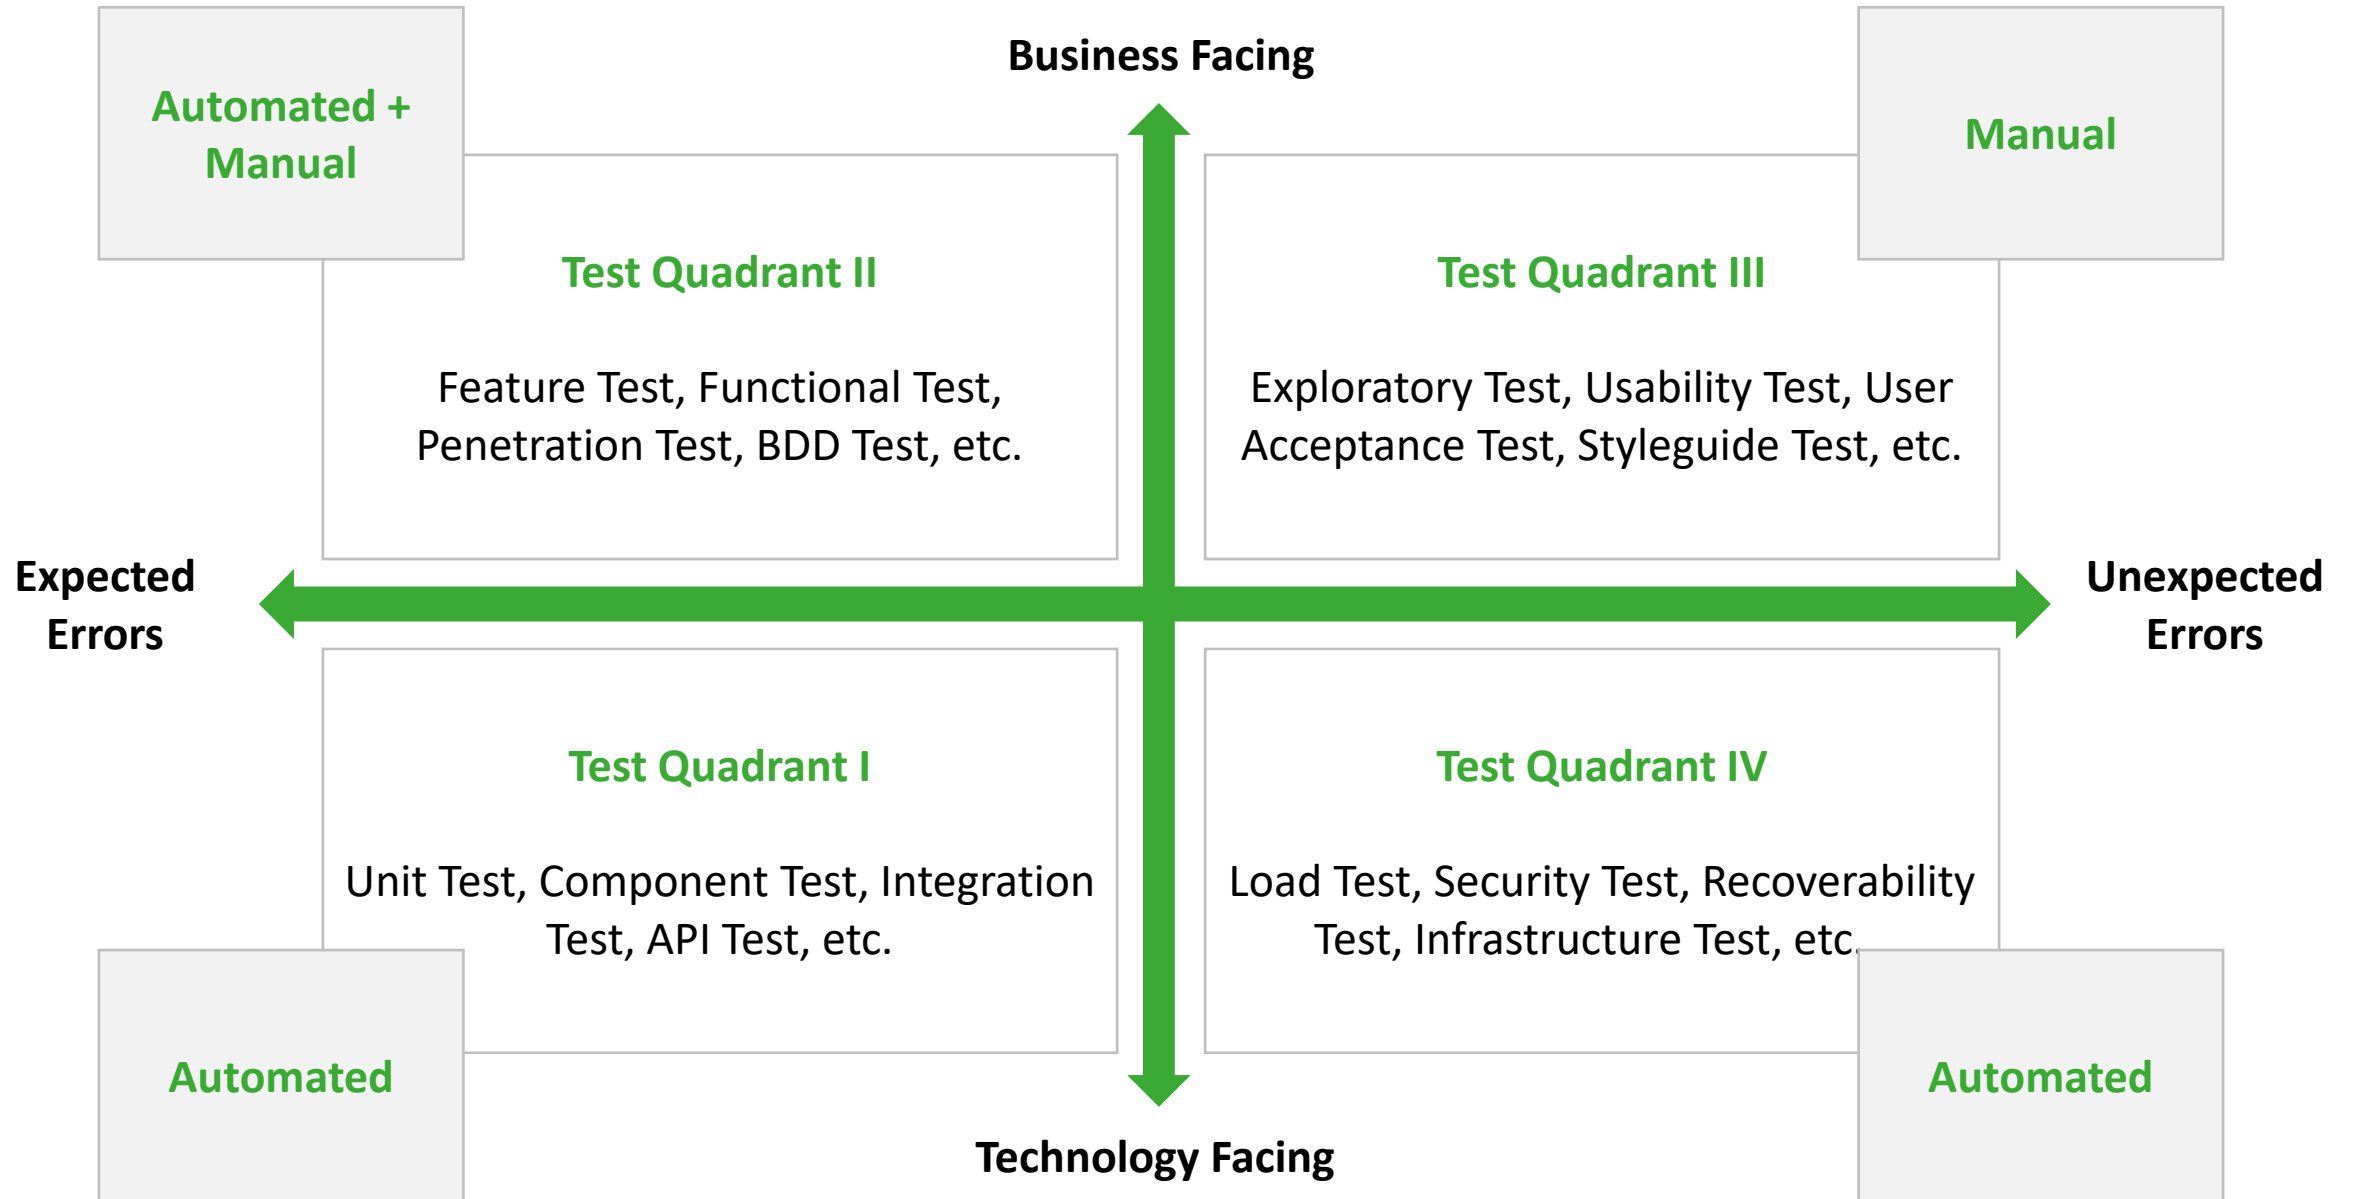 Business Facing
Automated +
Manual
Manual
Test Quadrant II
Feature Test, Functional Test,
Penetration Test, BDD Test, etc.
Test Quadrant III
Exploratory Test, Usability Test, User
Acceptance Test, Styleguide Test, etc.
Expected
Errors
Unexpected
Errors
Test Quadrant I
Unit Test, Component Test, Integration
Test, API Test, etc.
Test Quadrant IV
Load Test, Security Test, Recoverability
Test, Infrastructure Test, etc.
Automated
Automated
Technology Facing